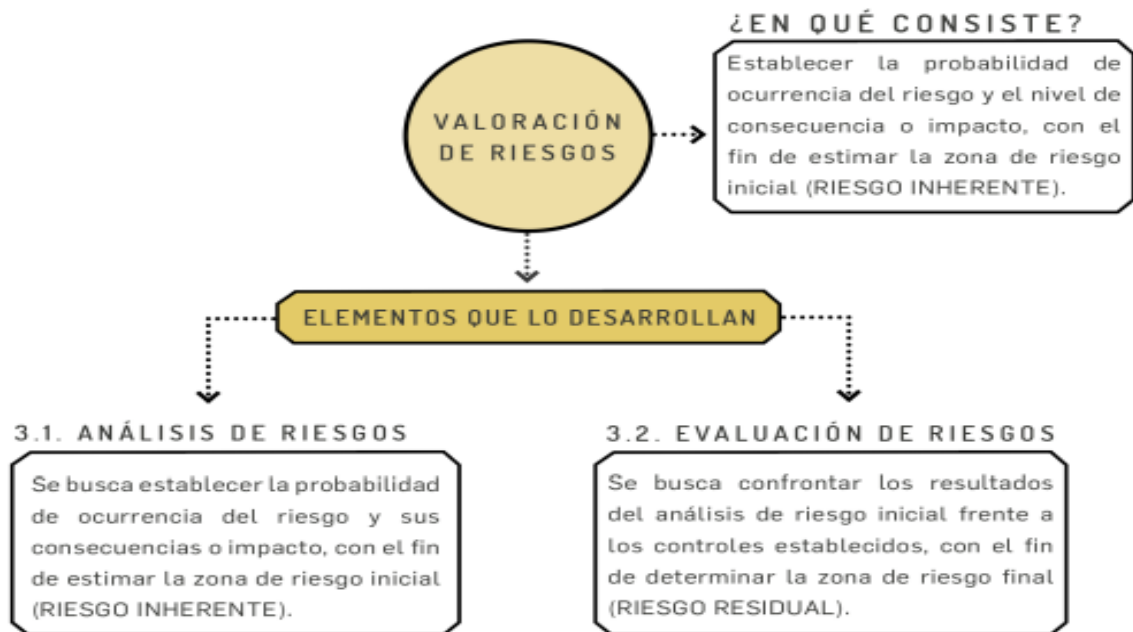 ¿EN QUÉ CONSISTE?
Establecer la probabilidad de
ocurrencia del riesgo y el nivel de
consecuencia o impacto, con el
fin de estimar la zona de riesgo
inicial (RIESGO INHERENTE).
VALORACIÓN
DE RIESGOS
ELEMENTOS QUE LO DESARROLLAN
3.1. ANÁLISIS DE RIESGOS
Se busca establecer la probabilidad
de ocurrencia del riesgo y sus
consecuencias o impacto, con el fin
de estimar la zona de riesgo inicial
(RIESGO INHERENTE).
3.2. EVALUACIÓN DE RIESGOS
Se busca confrontar los resultados
del análisis de riesgo inicial frente a
los controles establecidos, con el fin
de determinar la zona de riesgo final
(RIESGO RESIDUAL).